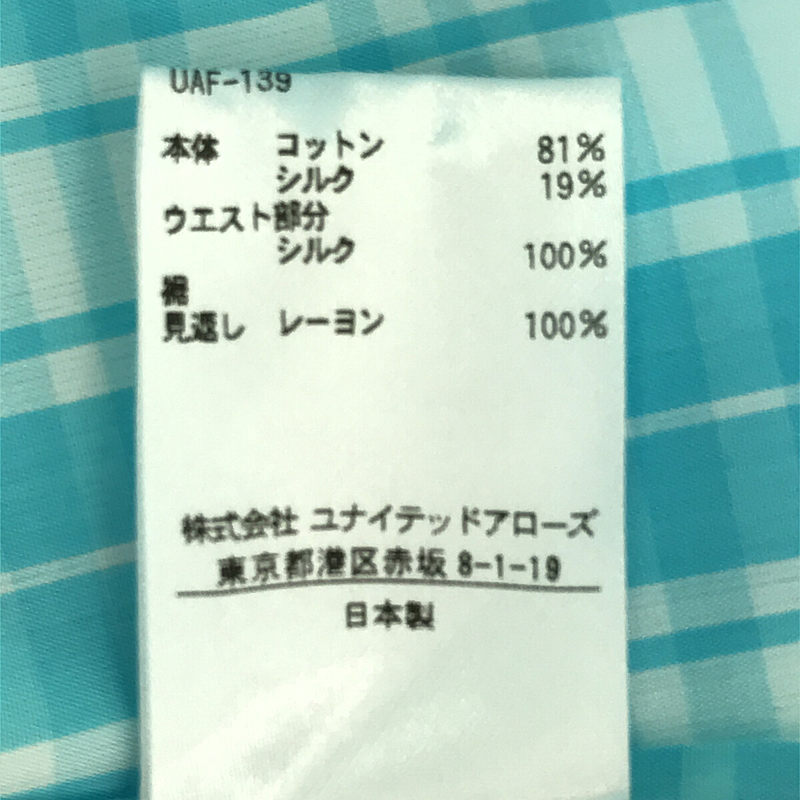 UAF-139
本体 コットン 81%
シルク 19%
ウエスト部分
シルク 100%
裾
見返し レーヨン 100%
株式会社 ユナイテッドアローズ
東京都港区赤坂 8-1-19
日本製